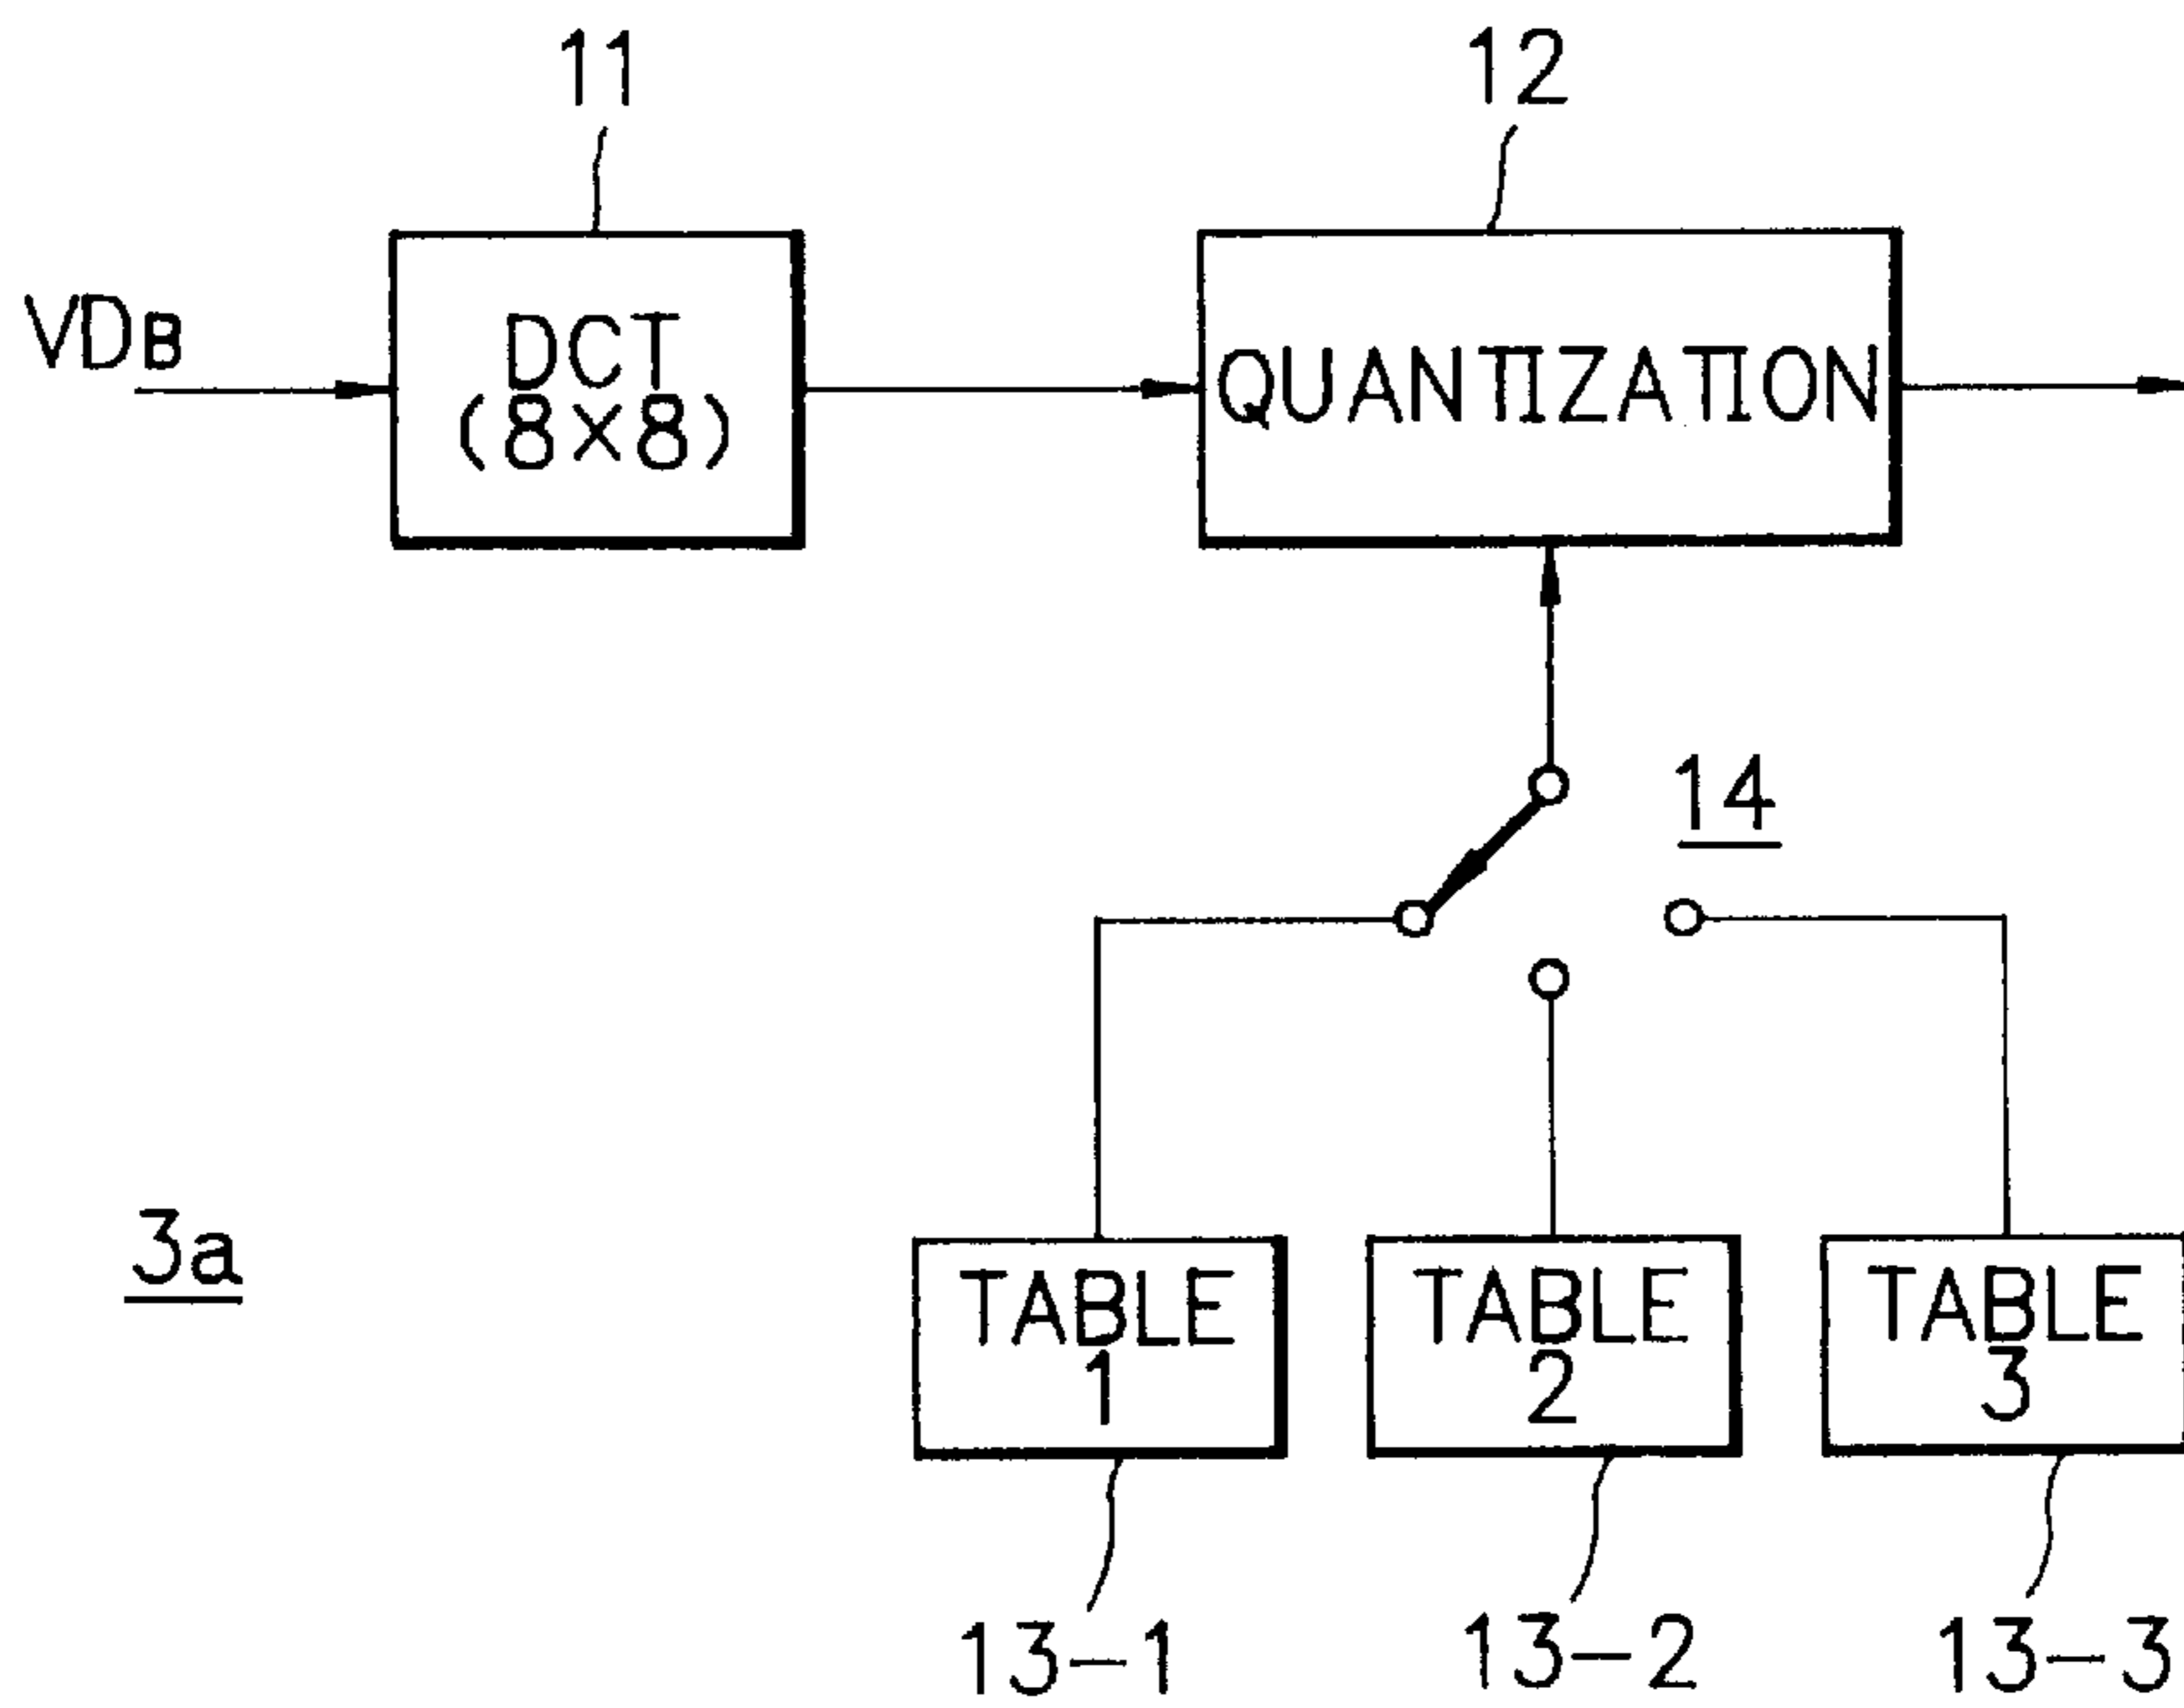 11
12
VDB
DCT
(8×8)
QUANTIZATION
14
3a
TABLE
1
TABLE
2
TABLE
3
13-1
13-2
13-3